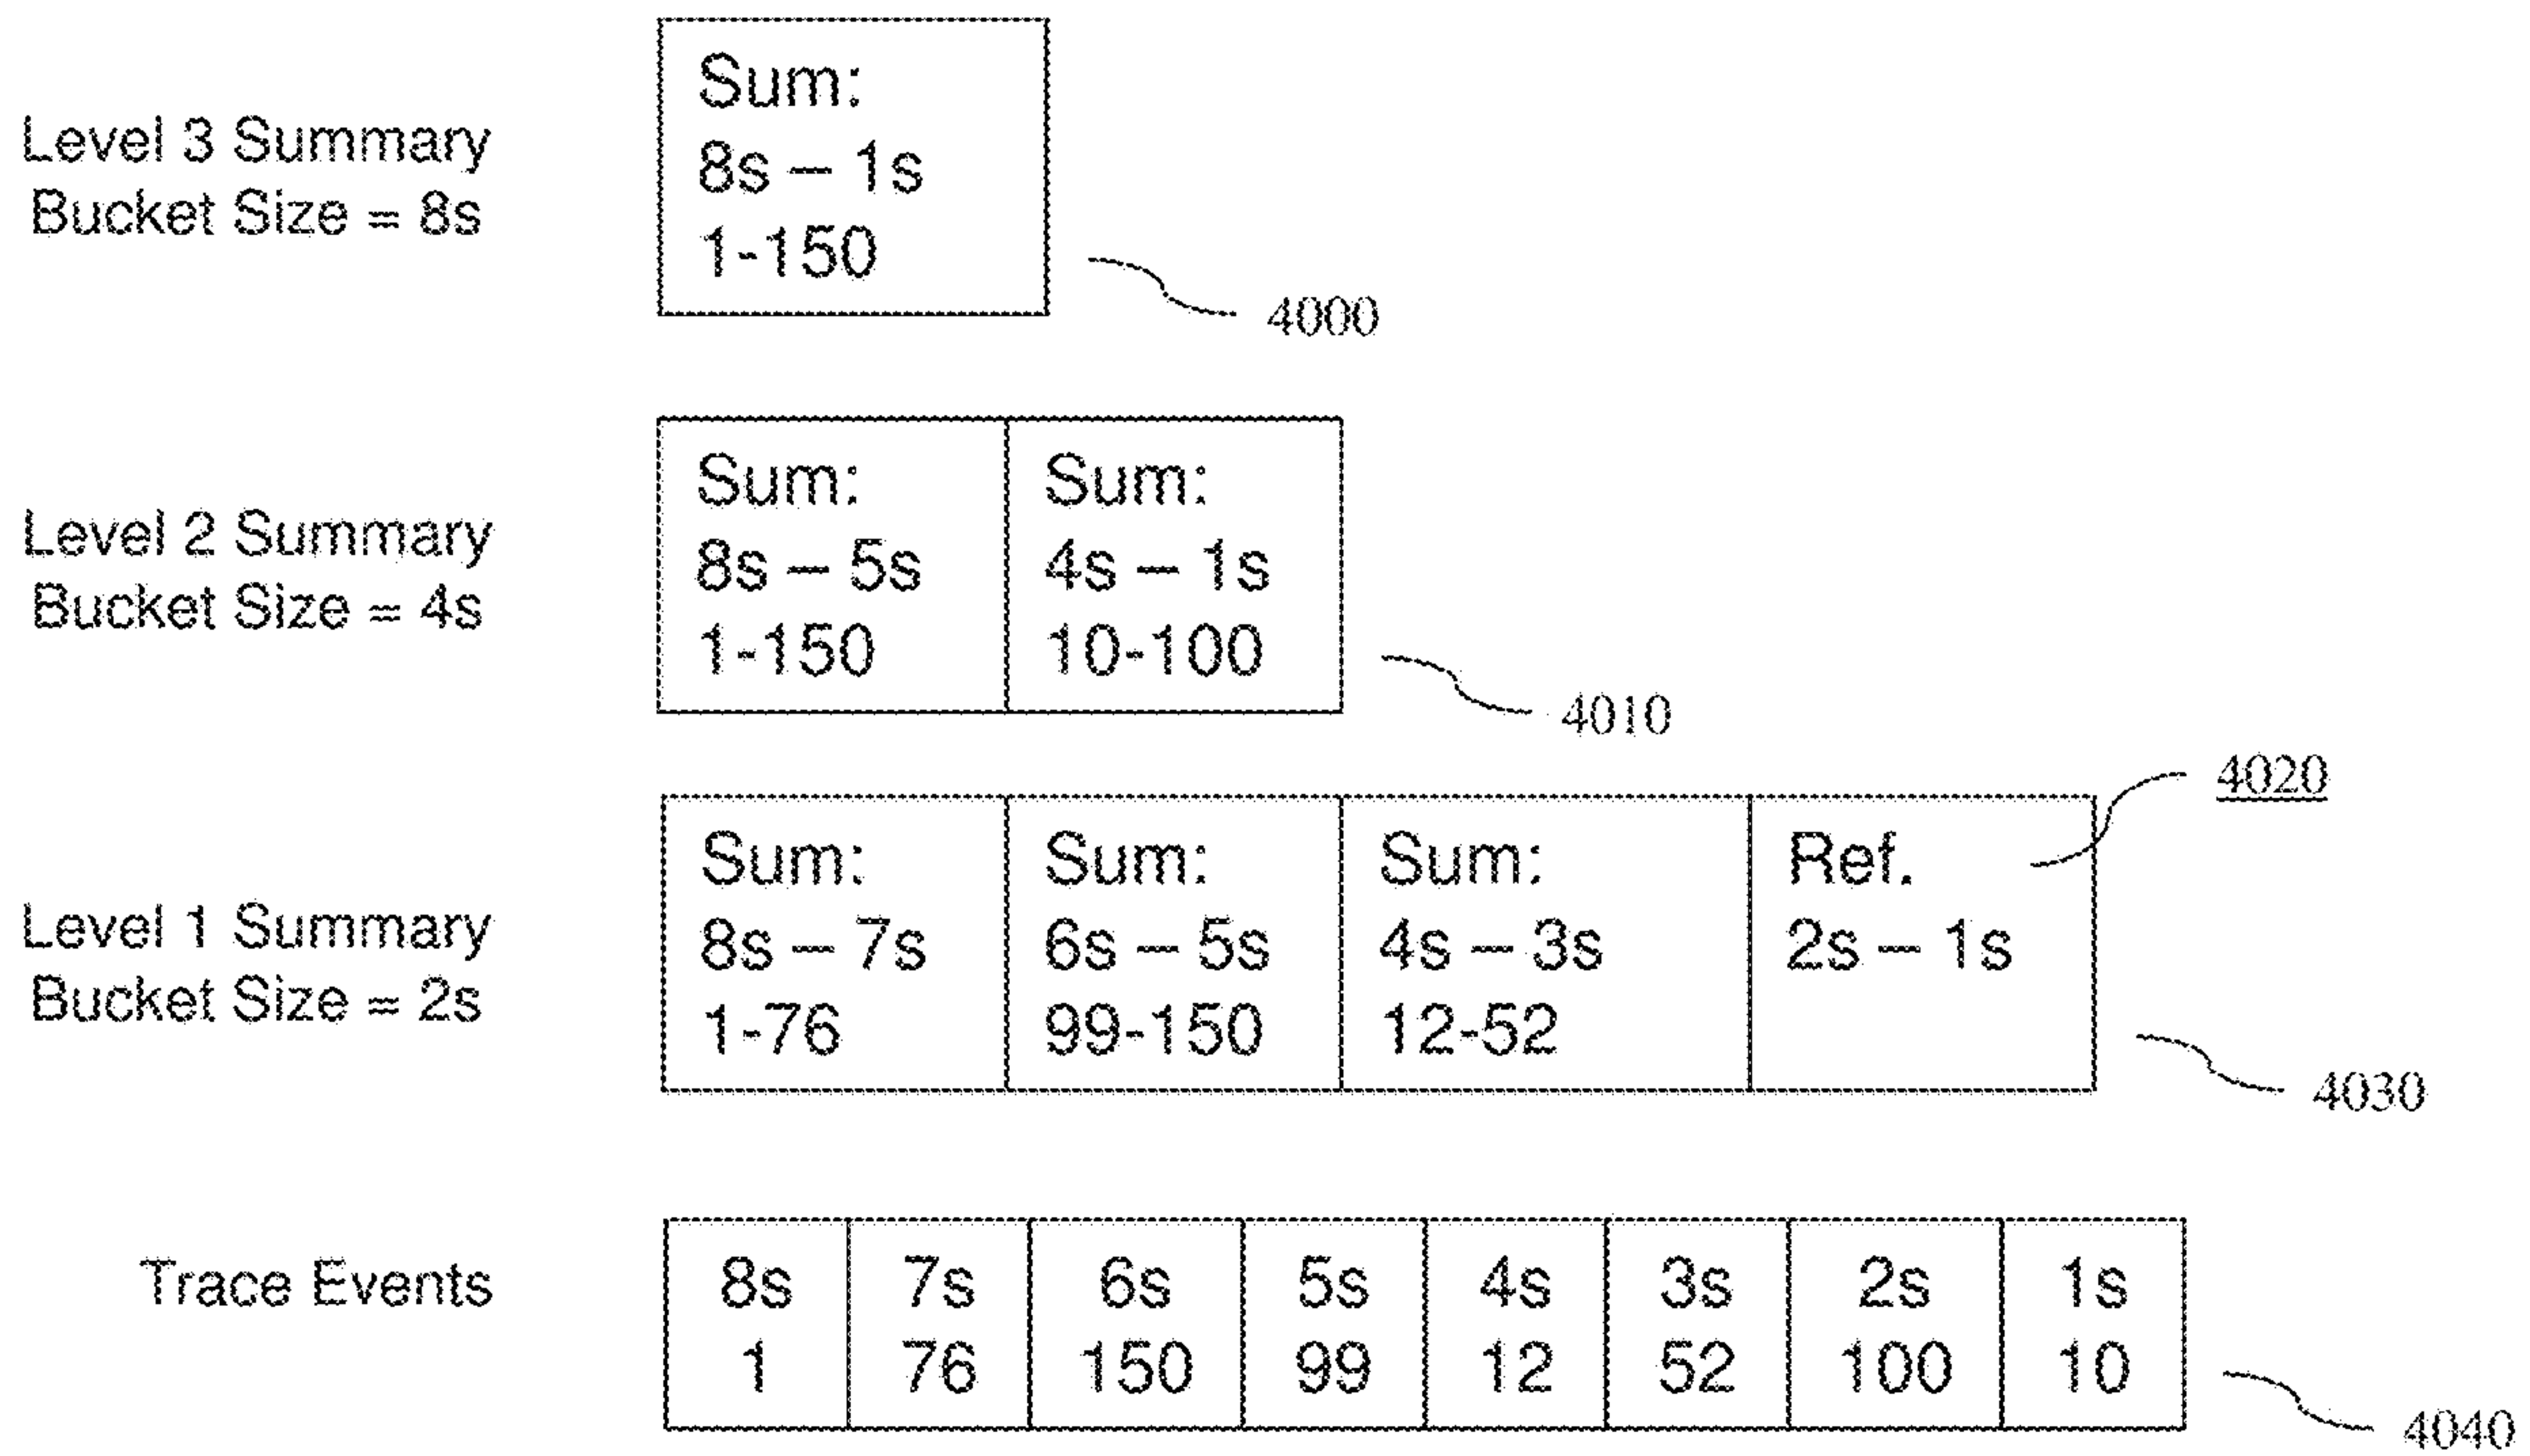 Level 3 Summary
Bucket Size = 8s
Sum:
8s – 1s
1-150
4000
Level 2 Summary
Bucket Size = 4s
Sum:
8s – 5s
1-150
Sum:
4s – 1s
10-100
4010
4020
Level 1 Summary
Bucket Size = 2s
Sum:
8s – 7s
1-76
Sum:
6s – 5s
99-150
Sum:
4s – 3s
12-52
Ref.
2s – 1s
4030
Trace Events
8s 7s 6s 5s 4s 3s 2s 1s
1 76 150 99 12 52 100 10
4040